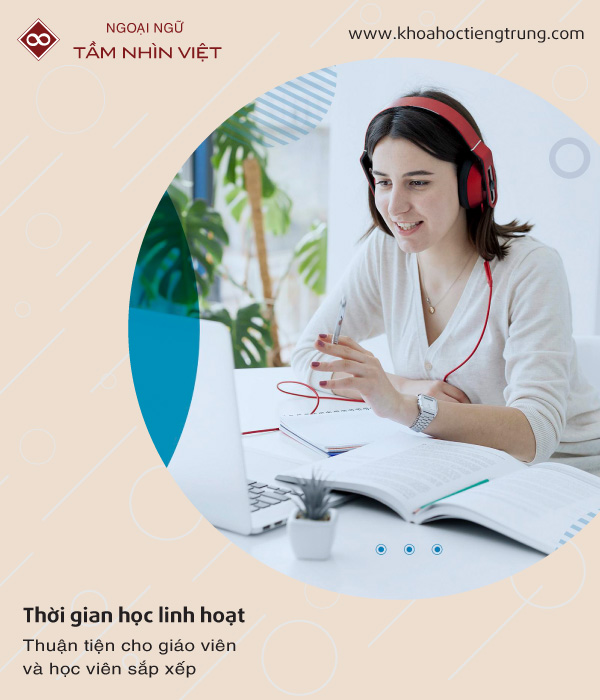 NGOẠI NGỮ
TẦM NHÌN VIỆT
www.khoahoctiengtrung.com
Thời gian học linh hoạt
Thuận tiện cho giáo viên
và học viên sắp xếp